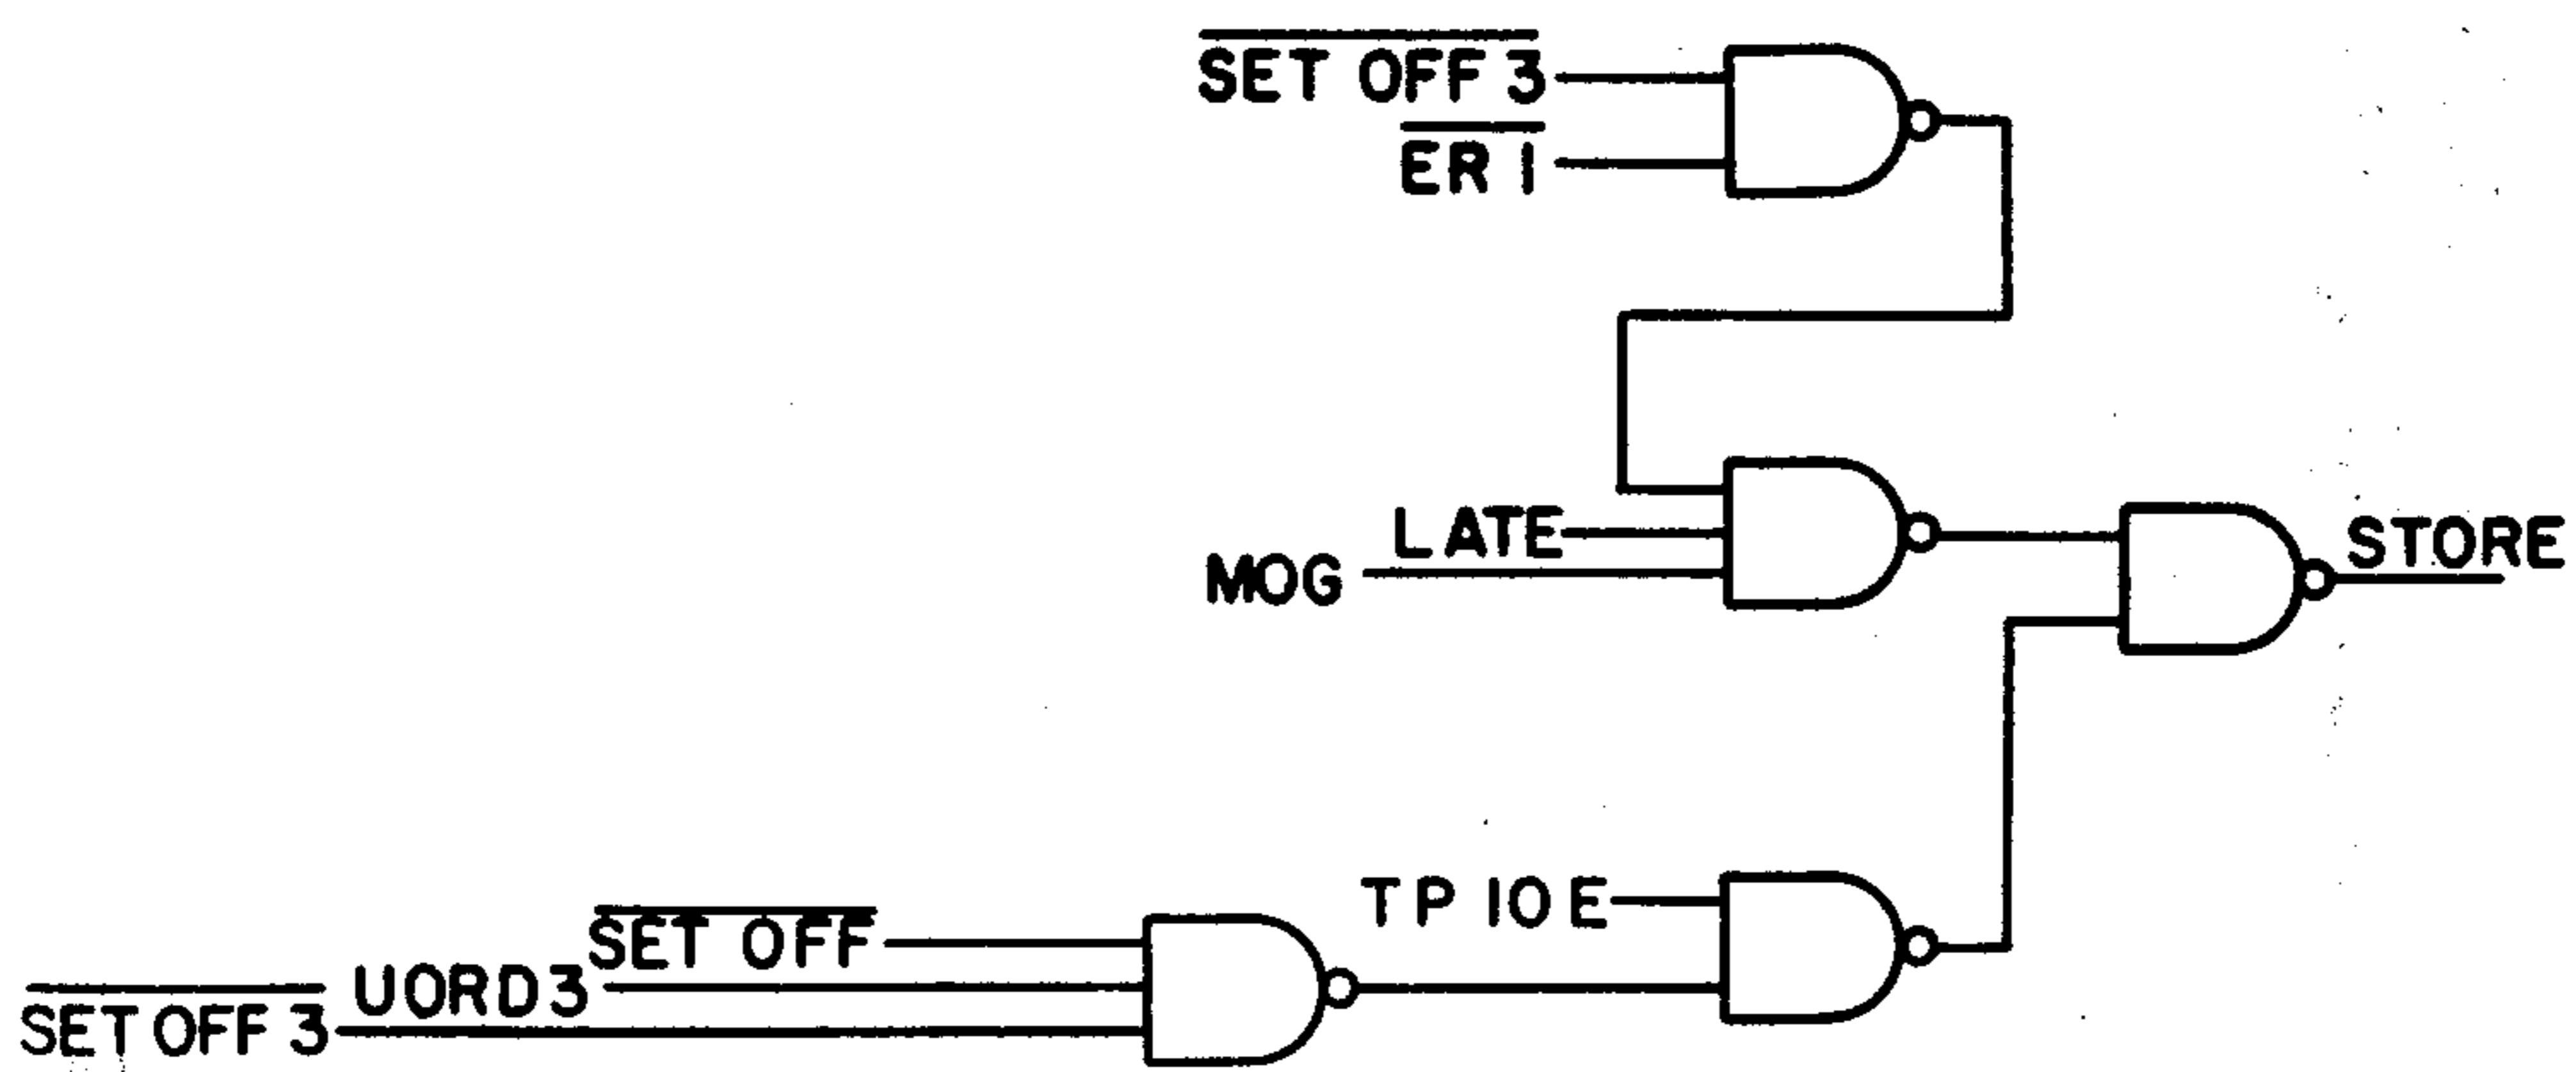 SET OFF 3
ER 1
LATE
MOG
STORE
TP 10 E
SET OFF
UORD3
SET OFF 3